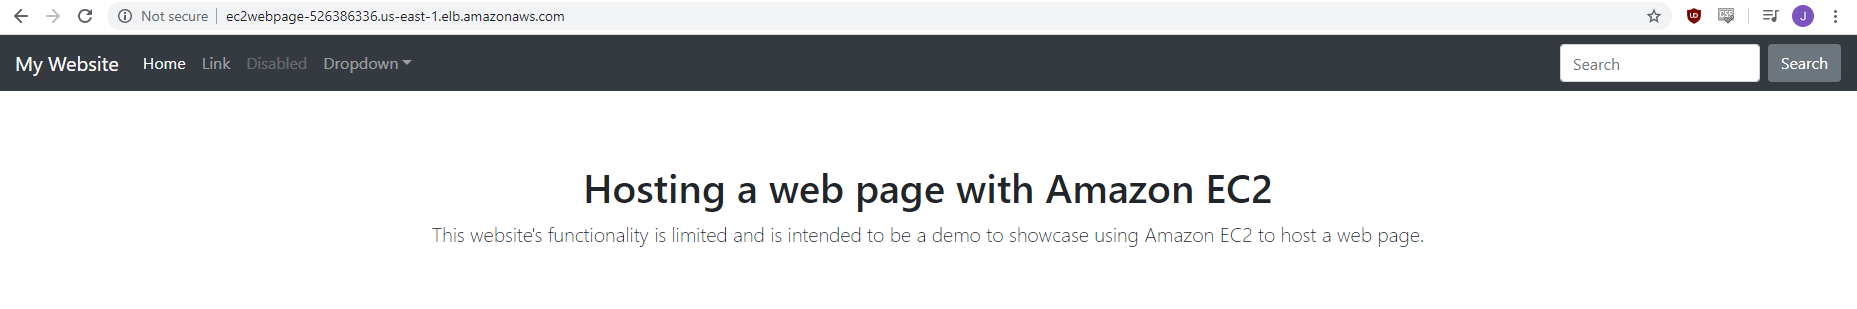 Not secure ec2webpage-526386336.us-east-1.elb.amazonaws.com J
My Website Home Link Disabled Dropdown Search Search
Hosting a web page with Amazon EC2
This website's functionality is limited and is intended to be a demo to showcase using Amazon EC2 to host a web page.